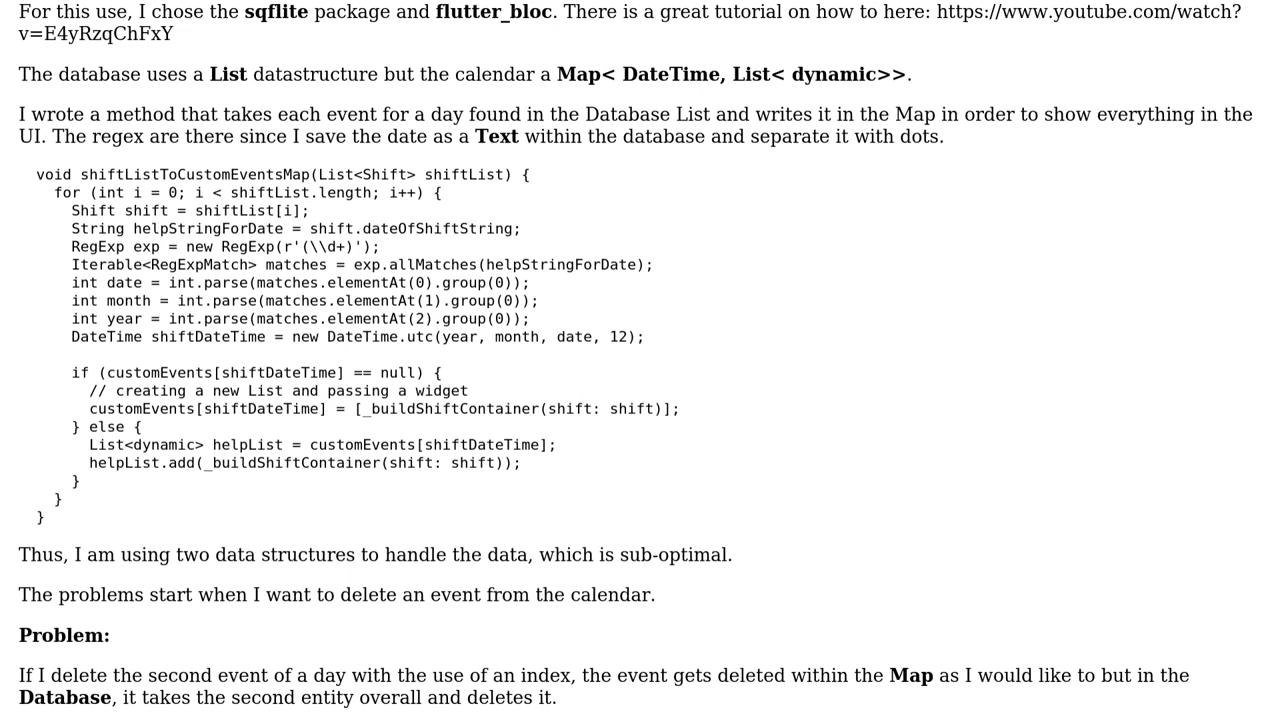 For this use, I chose the sqflite package and flutter_bloc. There is a great tutorial on how to here: https://www.youtube.com/watch?
v=E4yRzqChFxY
The database uses a List datastructure but the calendar a Map< DateTime, List< dynamic>>.
I wrote a method that takes each event for a day found in the Database List and writes it in the Map in order to show everything in the
UI. The regex are there since I save the date as a Text within the database and separate it with dots.
void shiftListToCustomEventsMap(List<Shift> shiftList) {
  for (int i = 0; i < shiftList.length; i++) {
    Shift shift = shiftList[i];
    String helpStringForDate = shift.dateOfShiftString;
    RegExp exp = new RegExp(r'(\\d+)');
    Iterable<RegExpMatch> matches = exp.allMatches(helpStringForDate);
    int date = int.parse(matches.elementAt(0).group(0));
    int month = int.parse(matches.elementAt(1).group(0));
    int year = int.parse(matches.elementAt(2).group(0));
    DateTime shiftDateTime = new DateTime.utc(year, month, date, 12);
    if (customEvents[shiftDateTime] == null) {
      // creating a new List and passing a widget
      customEvents[shiftDateTime] = [_buildShiftContainer(shift: shift)];
    } else {
      List<dynamic> helpList = customEvents[shiftDateTime];
      helpList.add(_buildShiftContainer(shift: shift));
    }
  }
}
Thus, I am using two data structures to handle the data, which is sub-optimal.
The problems start when I want to delete an event from the calendar.
Problem:
If I delete the second event of a day with the use of an index, the event gets deleted within the Map as I would like to but in the
Database, it takes the second entity overall and deletes it.